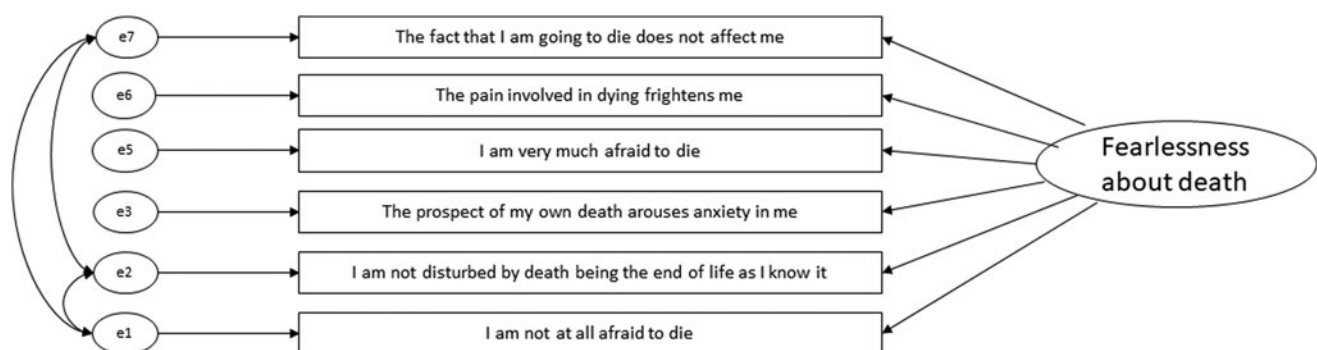 e7
The fact that I am going to die does not affect me
e6
The pain involved in dying frightens me
e5
I am very much afraid to die
e3
The prospect of my own death arouses anxiety in me
e2
I am not disturbed by death being the end of life as I know it
e1
I am not at all afraid to die
Fearlessness
about death